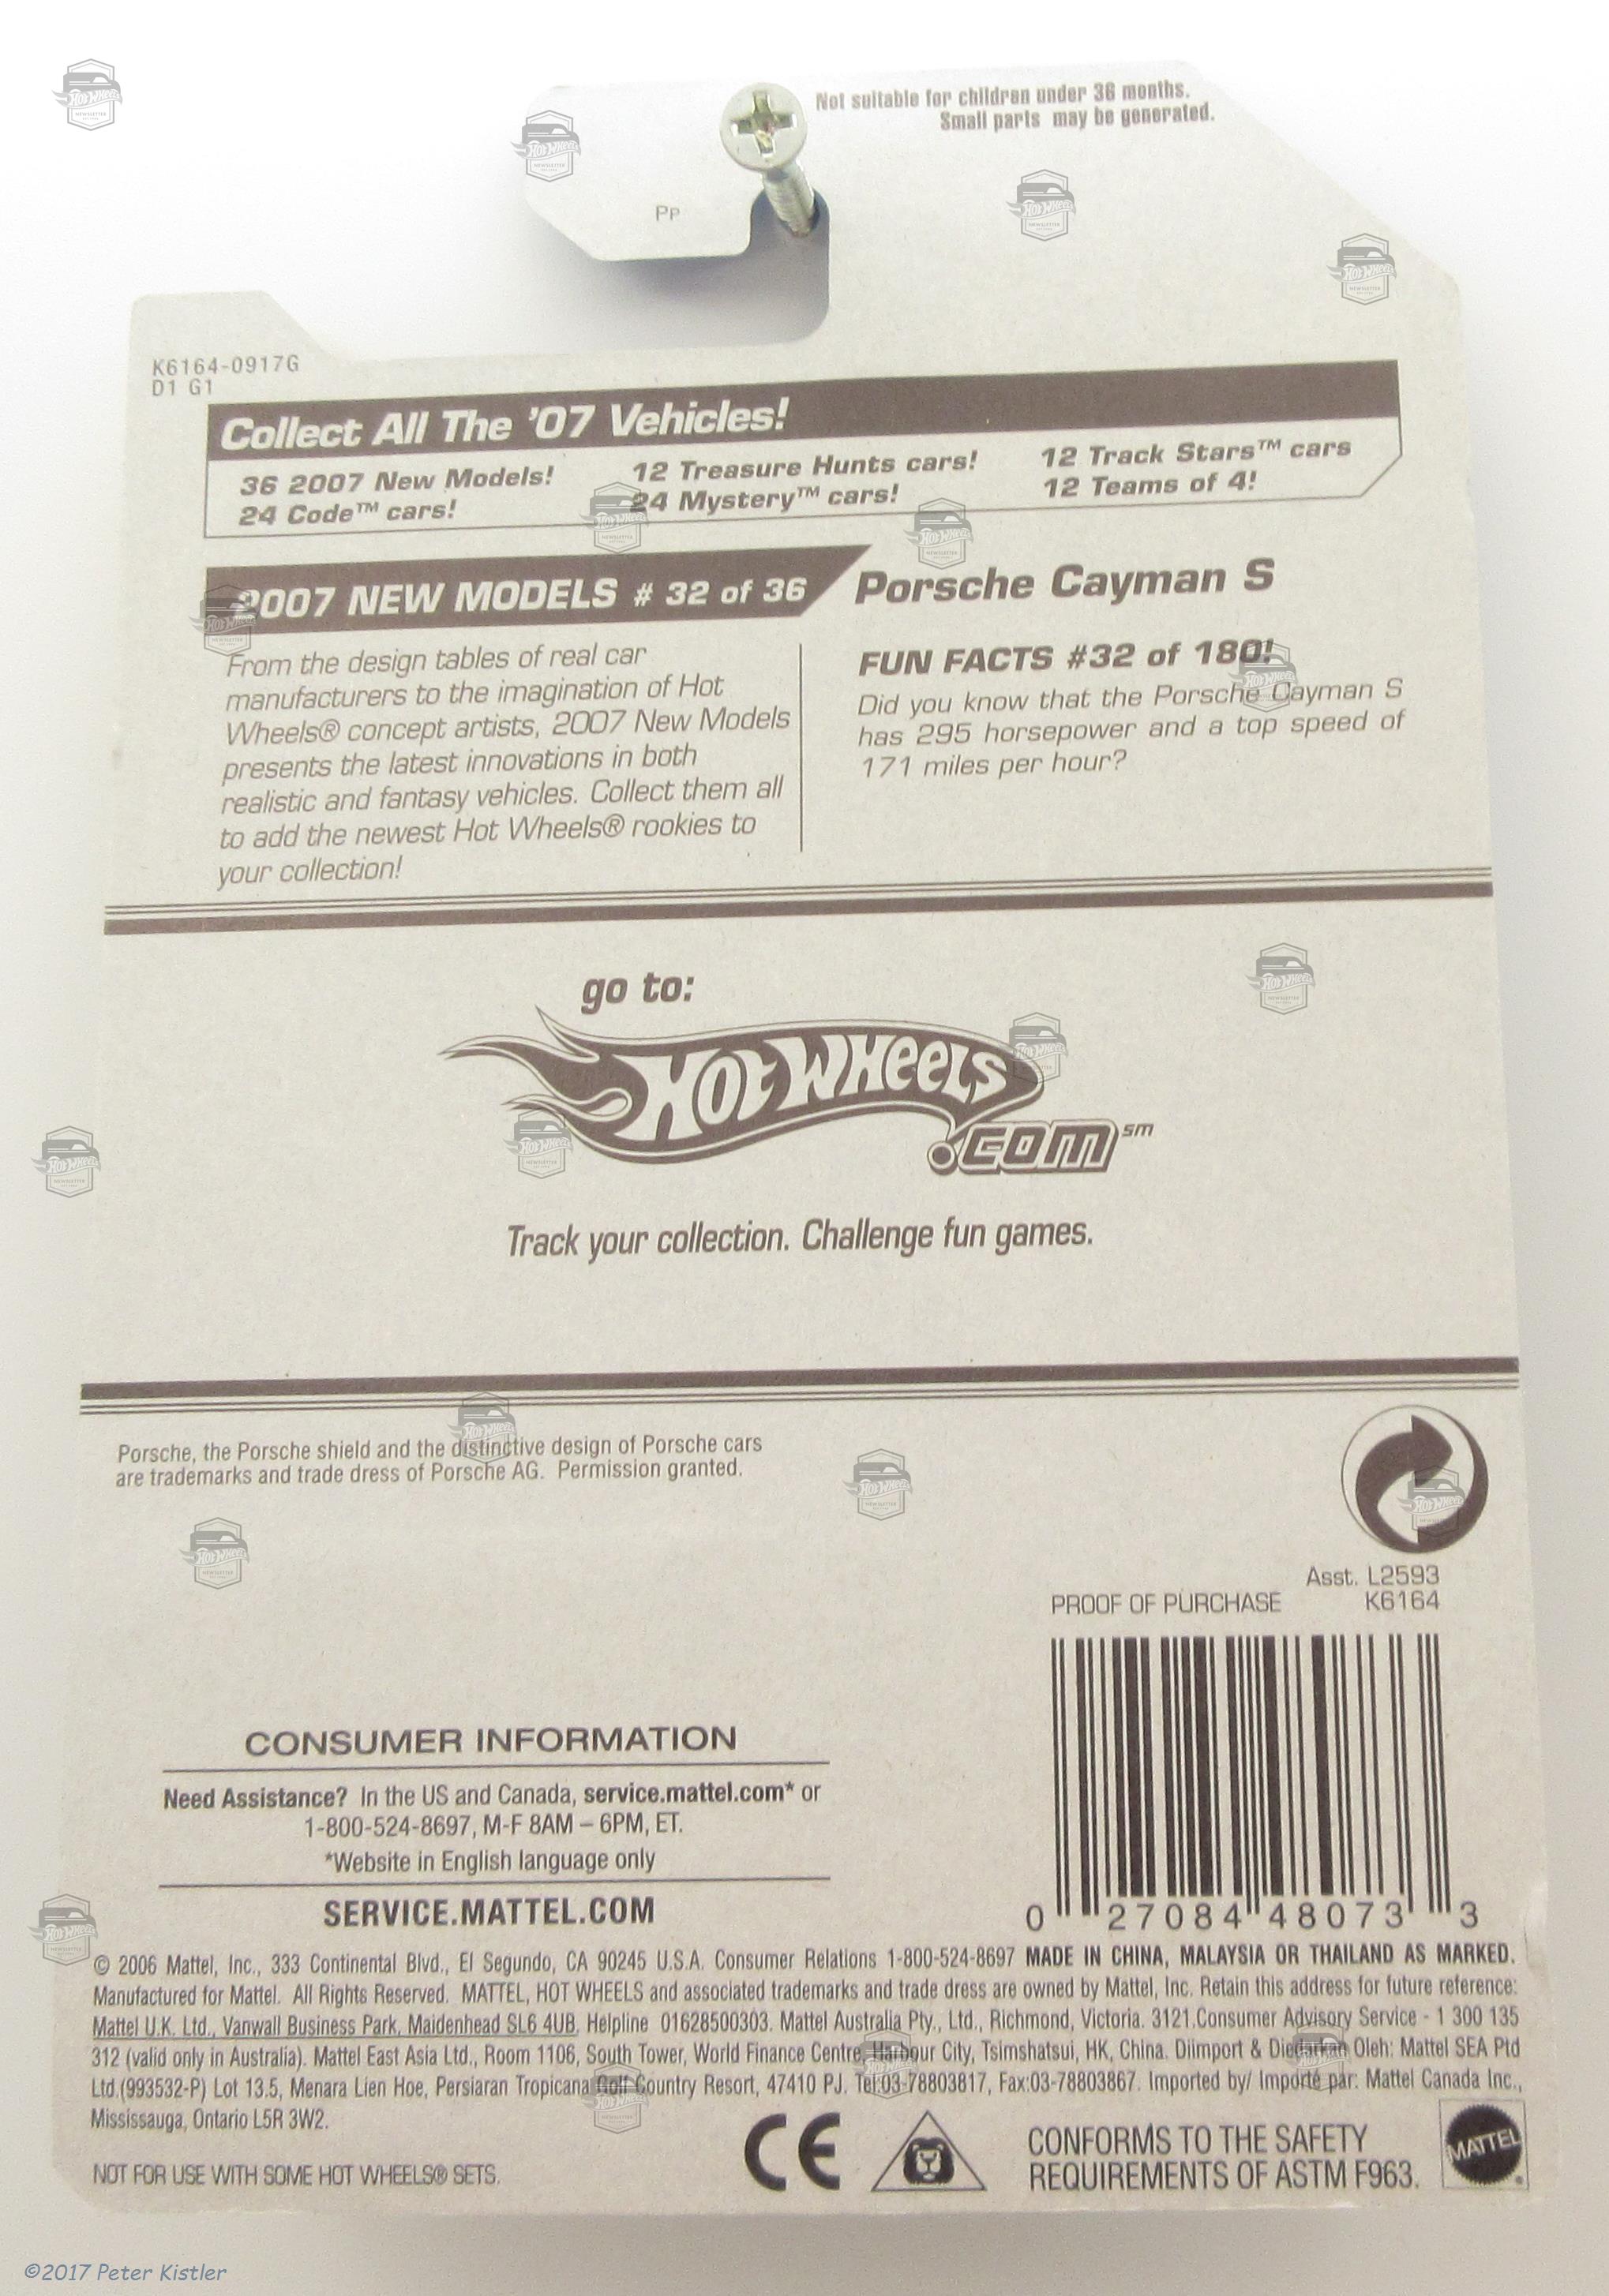 Not suitable for children under 36 months.
Small parts may be generated.
PP
K6164-0917G
D1 G1
Collect All The '07 Vehicles!
36 2007 New Models!
24 Code™ cars!
12 Treasure Hunts cars!
24 Mystery™ cars!
12 Track Stars™ cars
12 Teams of 4!
2007 NEW MODELS # 32 of 36
From the design tables of real car
manufacturers to the imagination of Hot
Wheels® concept artists, 2007 New Models
presents the latest innovations in both
realistic and fantasy vehicles. Collect them all
to add the newest Hot Wheels® rookies to
your collection!
Porsche Cayman S
FUN FACTS #32 of 180!
Did you know that the Porsche Cayman S
has 295 horsepower and a top speed of
171 miles per hour?
go to:
Hot Wheels
.com℠
Track your collection. Challenge fun games.
Porsche, the Porsche shield and the distinctive design of Porsche cars
are trademarks and trade dress of Porsche AG. Permission granted.
Asst. L2593
PROOF OF PURCHASE K6164
CONSUMER INFORMATION
Need Assistance? In the US and Canada, service.mattel.com* or
1-800-524-8697, M-F 8AM – 6PM, ET.
*Website in English language only
SERVICE.MATTEL.COM
0 27084 48073 3
© 2006 Mattel, Inc., 333 Continental Blvd., El Segundo, CA 90245 U.S.A. Consumer Relations 1-800-524-8697 MADE IN CHINA, MALAYSIA OR THAILAND AS MARKED.
Manufactured for Mattel. All Rights Reserved. MATTEL, HOT WHEELS and associated trademarks and trade dress are owned by Mattel, Inc. Retain this address for future reference:
Mattel U.K. Ltd., Vanwall Business Park, Maidenhead SL6 4UB. Helpline 01628500303. Mattel Australia Pty., Ltd., Richmond, Victoria. 3121.Consumer Advisory Service - 1 300 135
312 (valid only in Australia). Mattel East Asia Ltd., Room 1106, South Tower, World Finance Centre, Harbour City, Tsimshatsui, HK, China. Diimport & Diedarkan Oleh: Mattel SEA Ptd
Ltd.(993532-P) Lot 13.5, Menara Lien Hoe, Persiaran Tropicana Golf Country Resort, 47410 PJ. Tel:03-78803817, Fax:03-78803867. Imported by/ Importé par: Mattel Canada Inc.,
Mississauga, Ontario L5R 3W2.
NOT FOR USE WITH SOME HOT WHEELS® SETS.
CE
CONFORMS TO THE SAFETY
REQUIREMENTS OF ASTM F963.
MATTEL
©2017 Peter Kistler